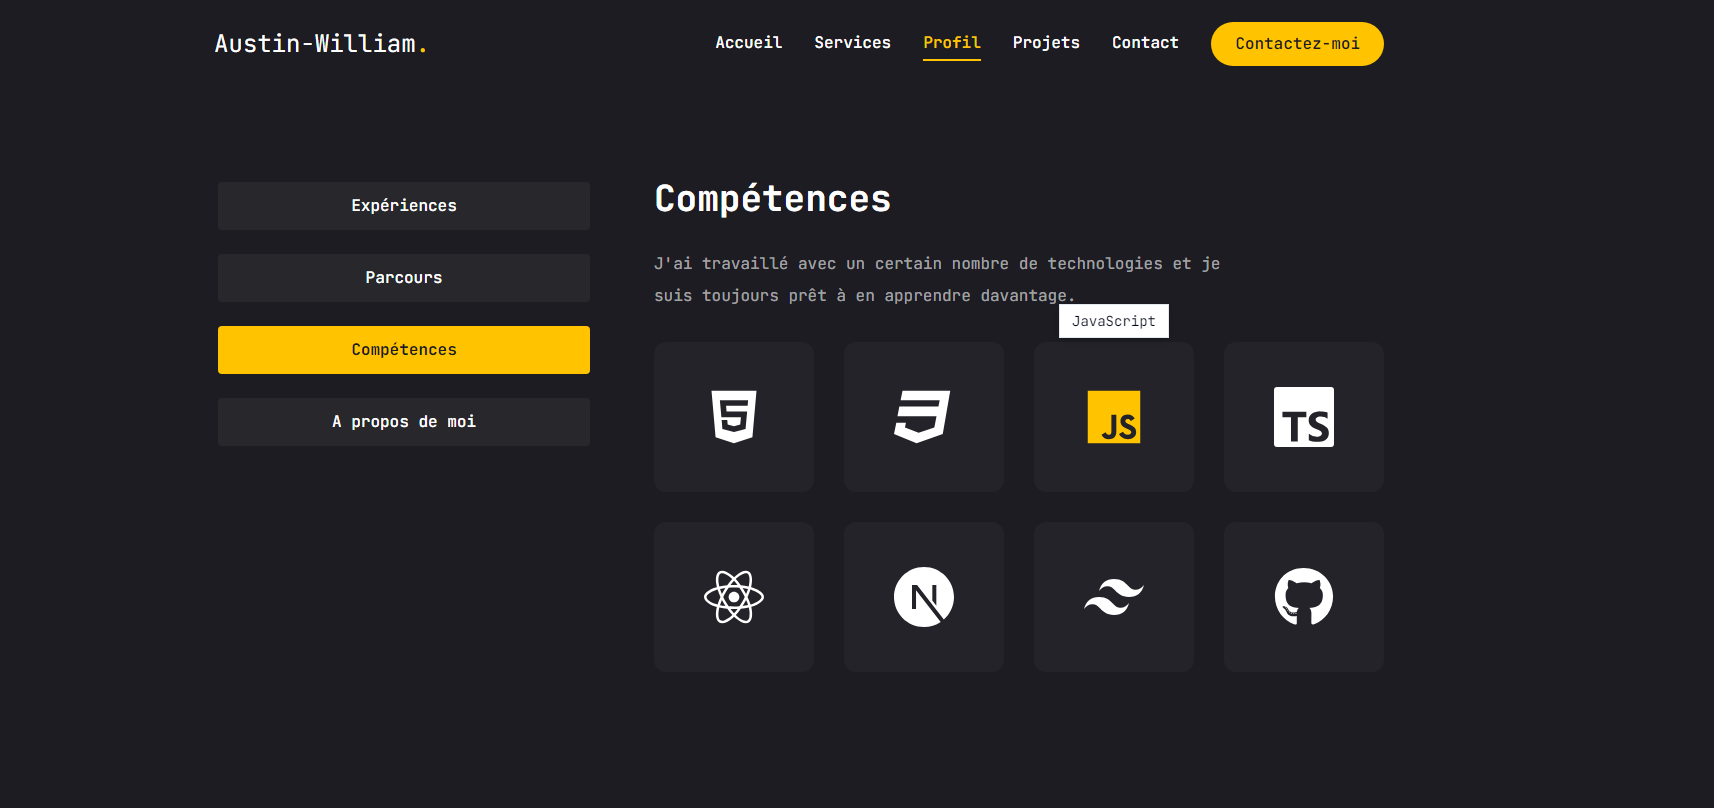 Austin-William.
Accueil Services Profil Projets Contact Contactez-moi
Expériences
Parcours
Compétences
A propos de moi
Compétences
J'ai travaillé avec un certain nombre de technologies et je
suis toujours prêt à en apprendre davantage.
JavaScript
5
JS
TS
N